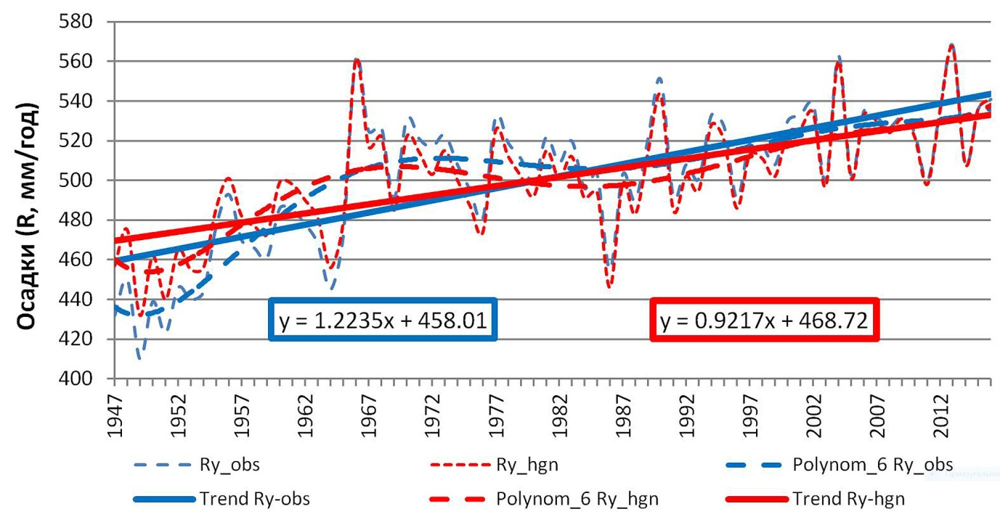 Осадки (R, мм/год)
580
560
540
520
500
480
460
440
420
400
y = 1.2235x + 458.01
y = 0.9217x + 468.72
1947 1952 1957 1962 1967 1972 1977 1982 1987 1992 1997 2002 2007 2012
Ry_obs Ry_hgn Polynom_6 Ry_obs
Trend Ry-obs Polynom_6 Ry_hgn Trend Ry-hgn